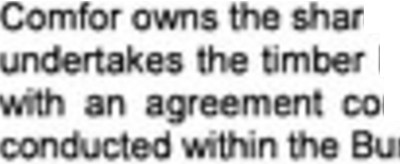 Comfor owns the shar
undertakes the timber
with an agreement co
conducted within the Bu